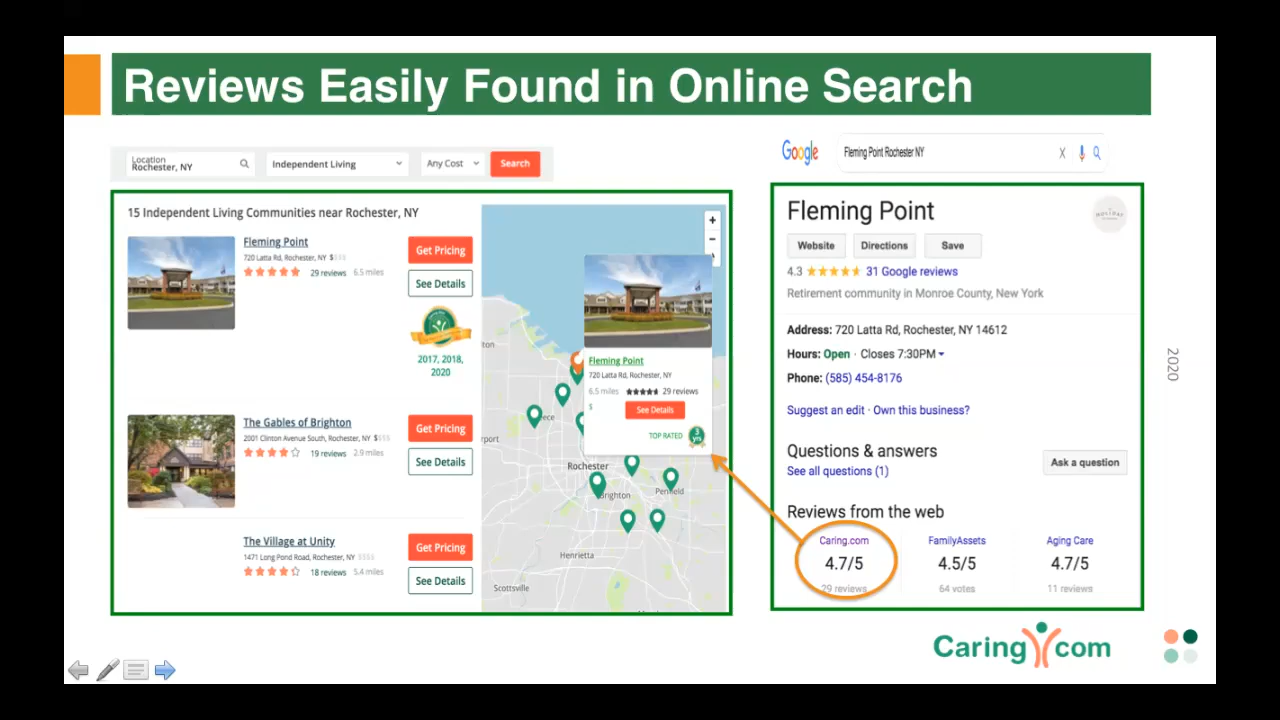 Reviews Easily Found in Online Search
Location
Rochester, NY
Independent Living
Any Cost
Search
Google
Fleming Point Rochester NY
X
15 Independent Living Communities near Rochester, NY
Fleming Point
720 Latta Rd, Rochester, NY $$$$
29 reviews 6.5 miles
Get Pricing
See Details
2017, 2018,
2020
The Gables of Brighton
2001 Clinton Avenue South, Rochester, NY $$$$
19 reviews 2.9 miles
Get Pricing
See Details
The Village at Unity
1471 Long Pond Road, Rochester, NY $$$$
18 reviews 5.4 miles
Get Pricing
See Details
+
−
Fleming Point
720 Latta Rd, Rochester, NY
6.5 miles 29 reviews
$
See Details
TOP RATED 3 yrs
ton
ece
port
Rochester
Brighton
Penfield
Henrietta
Scottsville
Fleming Point
HOLIDAY
Website
Directions
Save
4.3 31 Google reviews
Retirement community in Monroe County, New York
Address: 720 Latta Rd, Rochester, NY 14612
Hours: Open · Closes 7:30PM
Phone: (585) 454-8176
Suggest an edit · Own this business?
Questions & answers
See all questions (1)
Ask a question
Reviews from the web
Caring.com FamilyAssets Aging Care
4.7/5 4.5/5 4.7/5
29 reviews 64 votes 11 reviews
2020
Caring com